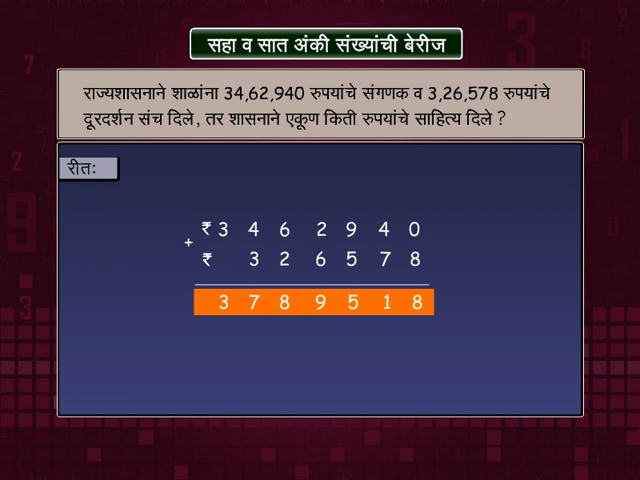 सहा व सात अंकी संख्यांची बेरीज
राज्यशासनाने शाळांना 34,62,940 रुपयांचे संगणक व 3,26,578 रुपयांचे
दूरदर्शन संच दिले, तर शासनाने एकूण किती रुपयांचे साहित्य दिले ?
रीतः
₹ 3 4 6 2 9 4 0
+
₹ 3 2 6 5 7 8
3 7 8 9 5 1 8